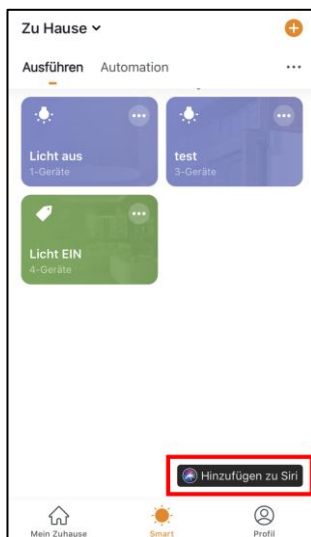 Zu Hause
Ausführen Automation
Licht aus
1-Geräte
test
3-Geräte
Licht EIN
4-Geräte
Hinzufügen zu Siri
Mein Zuhause Smart Profil